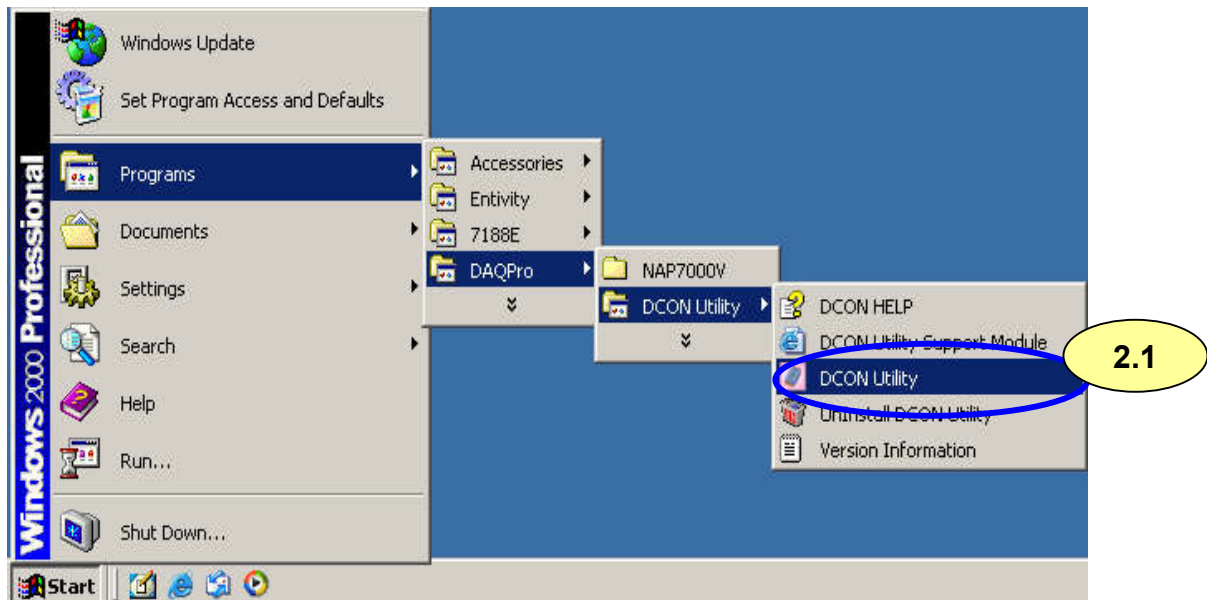 Windows 2000 Professional
Windows Update
Set Program Access and Defaults
Programs
Documents
Settings
Search
Help
Run...
Shut Down...
Accessories
Entivity
7188E
DAQPro
NAP7000V
DCON Utility
DCON HELP
DCON Utility Support Module
DCON Utility
UnInstall DCON Utility
Version Information
2.1
Start